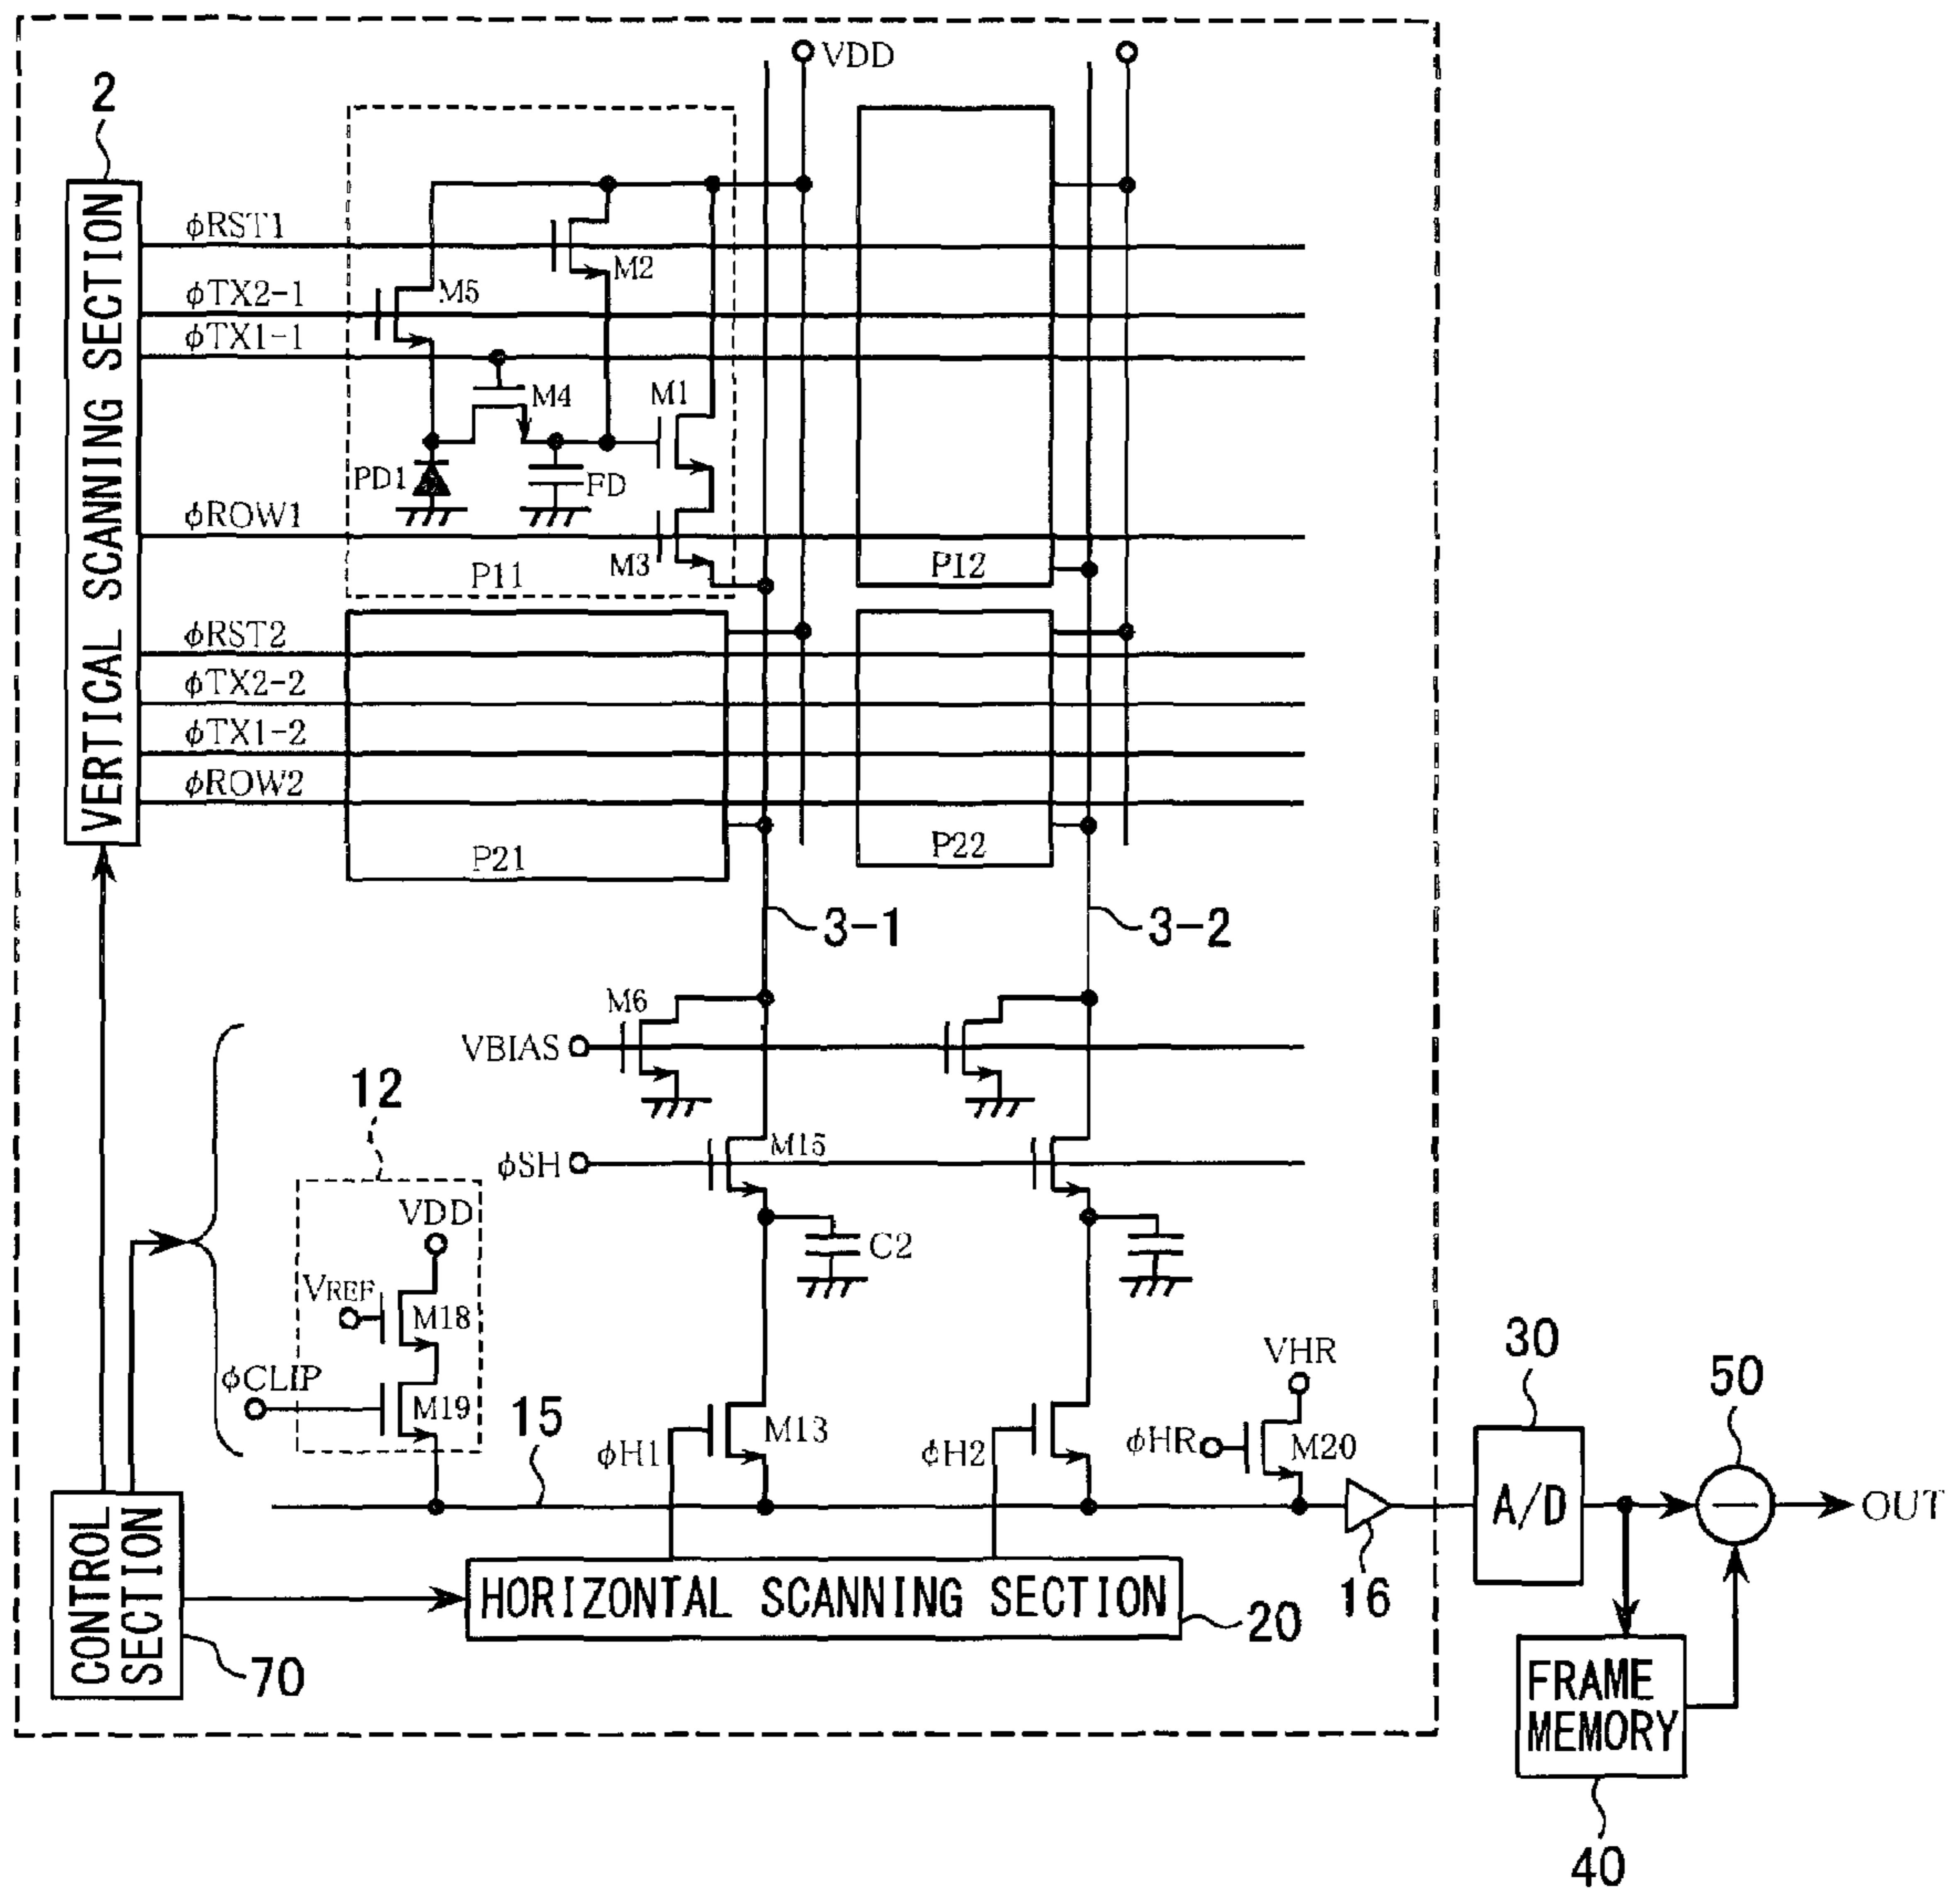 VDD
2
VERTICAL SCANNING SECTION
φRST1
M2
φTX2-1
M5
φTX1-1
M4
M1
PD1
FD
φROW1
M3
P11
P12
φRST2
φTX2-2
φTX1-2
φROW2
P21
P22
3-1
3-2
M6
VBIAS
12
φSH
M15
VDD
C2
VREF
M18
φCLIP
M19
15
φH1
M13
φH2
VHR
φHR
M20
30
50
A/D
OUT
CONTROL SECTION
70
HORIZONTAL SCANNING SECTION
20
16
FRAME
MEMORY
40